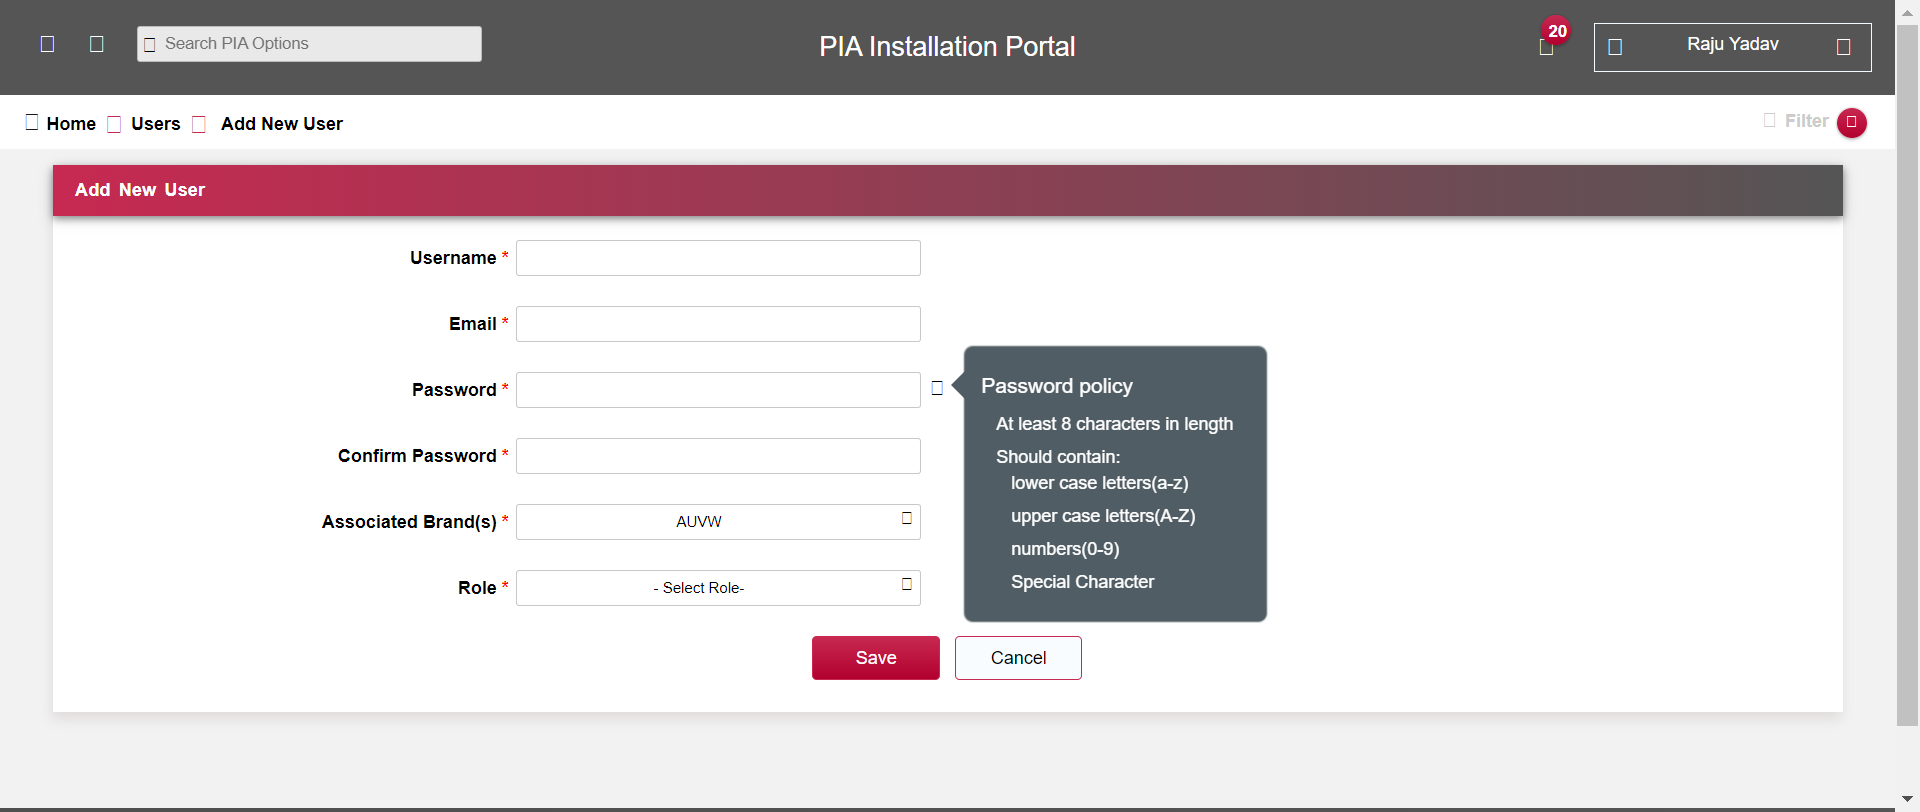 Search PIA Options
PIA Installation Portal
20
Raju Yadav
Home Users Add New User
Filter
Add New User
Username *
Email *
Password *
Password policy
At least 8 characters in length
Should contain:
lower case letters(a-z)
upper case letters(A-Z)
numbers(0-9)
Special Character
Confirm Password *
Associated Brand(s) * AUVW
Role * - Select Role-
Save Cancel